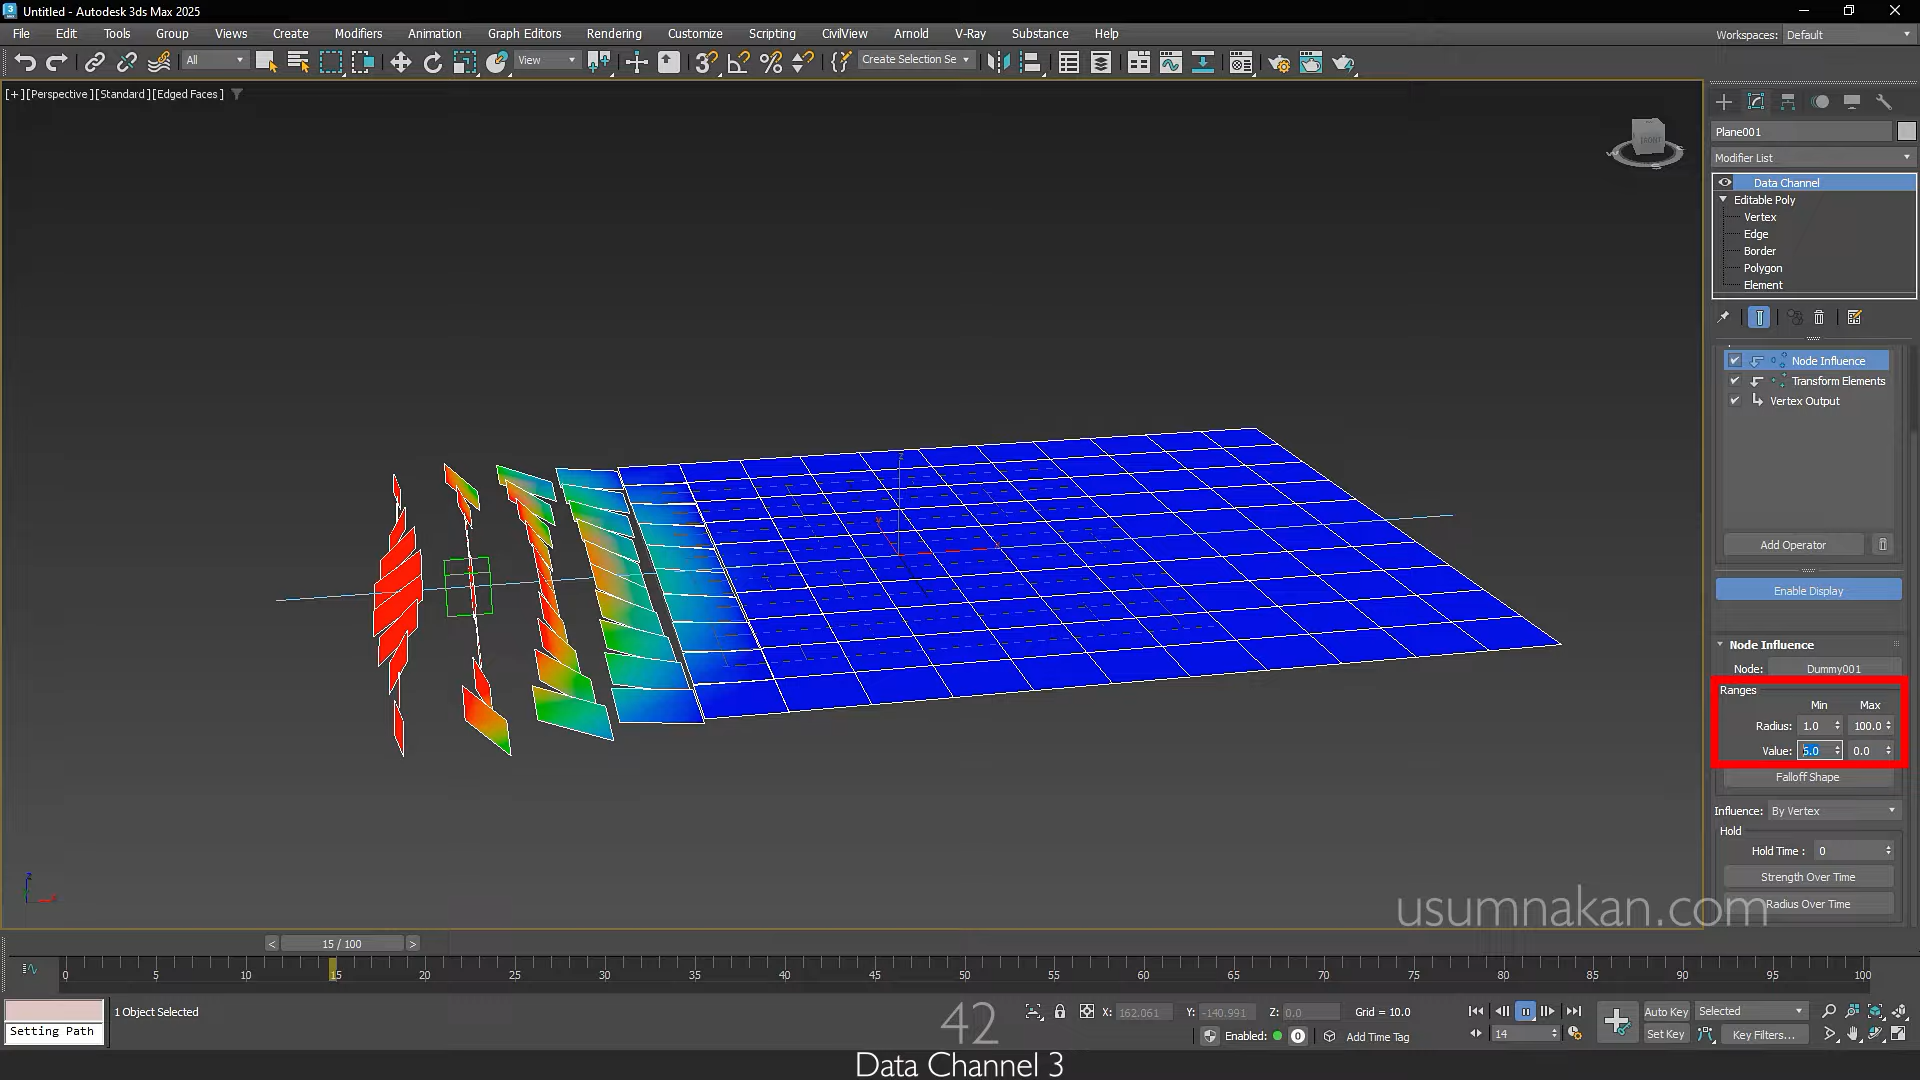 Untitled - Autodesk 3ds Max 2025
File Edit Tools Group Views Create Modifiers Animation Graph Editors Rendering Customize Scripting CivilView Arnold V-Ray Substance Help
Workspaces: Default
All View Create Selection Se
[+] [Perspective] [Standard] [Edged Faces]
FRONT
Plane001
Modifier List
Data Channel
Editable Poly
Vertex
Edge
Border
Polygon
Element
Node Influence
Transform Elements
Vertex Output
Add Operator
Enable Display
Node Influence
Node: Dummy001
Ranges
Min Max
Radius: 1.0 100.0
Value: 5.0 0.0
Falloff Shape
Influence: By Vertex
Hold
Hold Time : 0
Strength Over Time
Radius Over Time
usumnakan.com
< 15 / 100 >
0 5 10 15 20 25 30 35 40 45 50 55 60 65 70 75 80 85 90 95 100
1 Object Selected
42
X: 162.061 Y: -140.991 Z: 0.0 Grid = 10.0
Auto Key Selected
Setting Path
Enabled: 0 Add Time Tag
14
Set Key Key Filters...
Data Channel 3